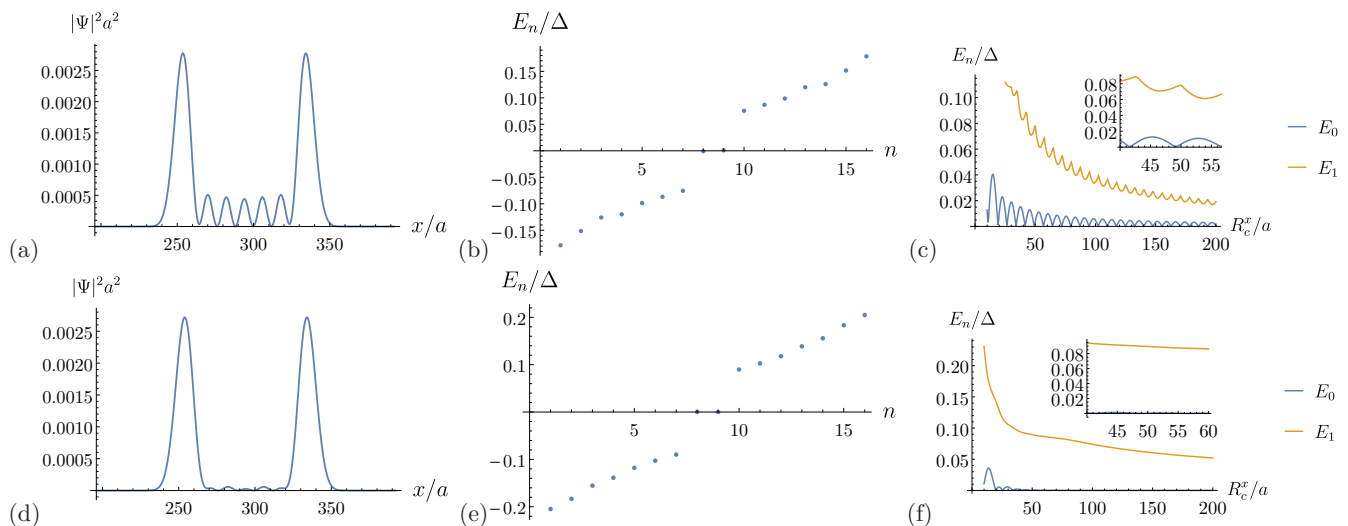 |Ψ|²a²
0.0025
0.0020
0.0015
0.0010
0.0005
250 300 350
x/a
(a)
E_n/Δ
0.15
0.10
0.05
5 10 15
n
−0.05
−0.10
−0.15
(b)
E_n/Δ
0.10
0.08
0.06
0.04
0.02
50 100 150 200
R_c^x/a
0.08
0.06
0.04
0.02
45 50 55
E_0
E_1
(c)
|Ψ|²a²
0.0025
0.0020
0.0015
0.0010
0.0005
200 250 300 350
x/a
(d)
E_n/Δ
0.2
0.1
5 10 15
n
−0.1
−0.2
(e)
E_n/Δ
0.20
0.15
0.10
0.05
50 100 150 200
R_c^x/a
0.08
0.06
0.04
0.02
45 50 55 60
E_0
E_1
(f)